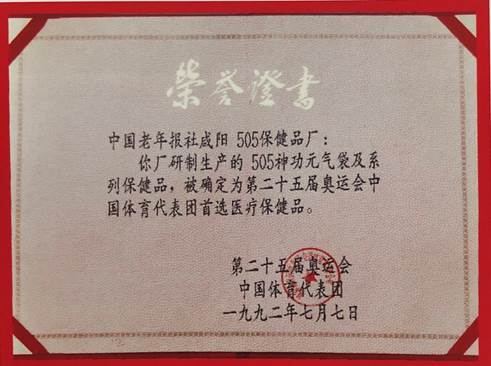 榮誉證書
中国老年报社咸阳 505保健品厂：
你厂研制生产的 505神功元气袋及系
列保健品，被确定为第二十五届奥运会中
国体育代表团首选医疗保健品。
第二十五届奥运会
中国体育代表团
一九九二年七月七日